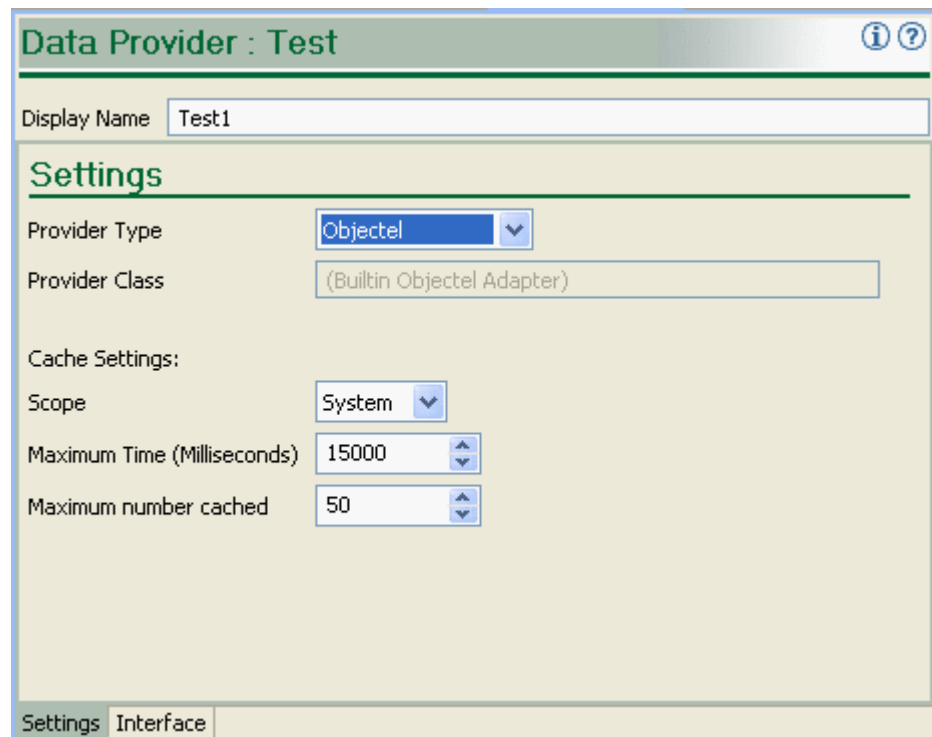 Data Provider : Test
Display Name Test1
Settings
Provider Type Objectel
Provider Class (Builtin Objectel Adapter)
Cache Settings:
Scope System
Maximum Time (Milliseconds) 15000
Maximum number cached 50
Settings Interface